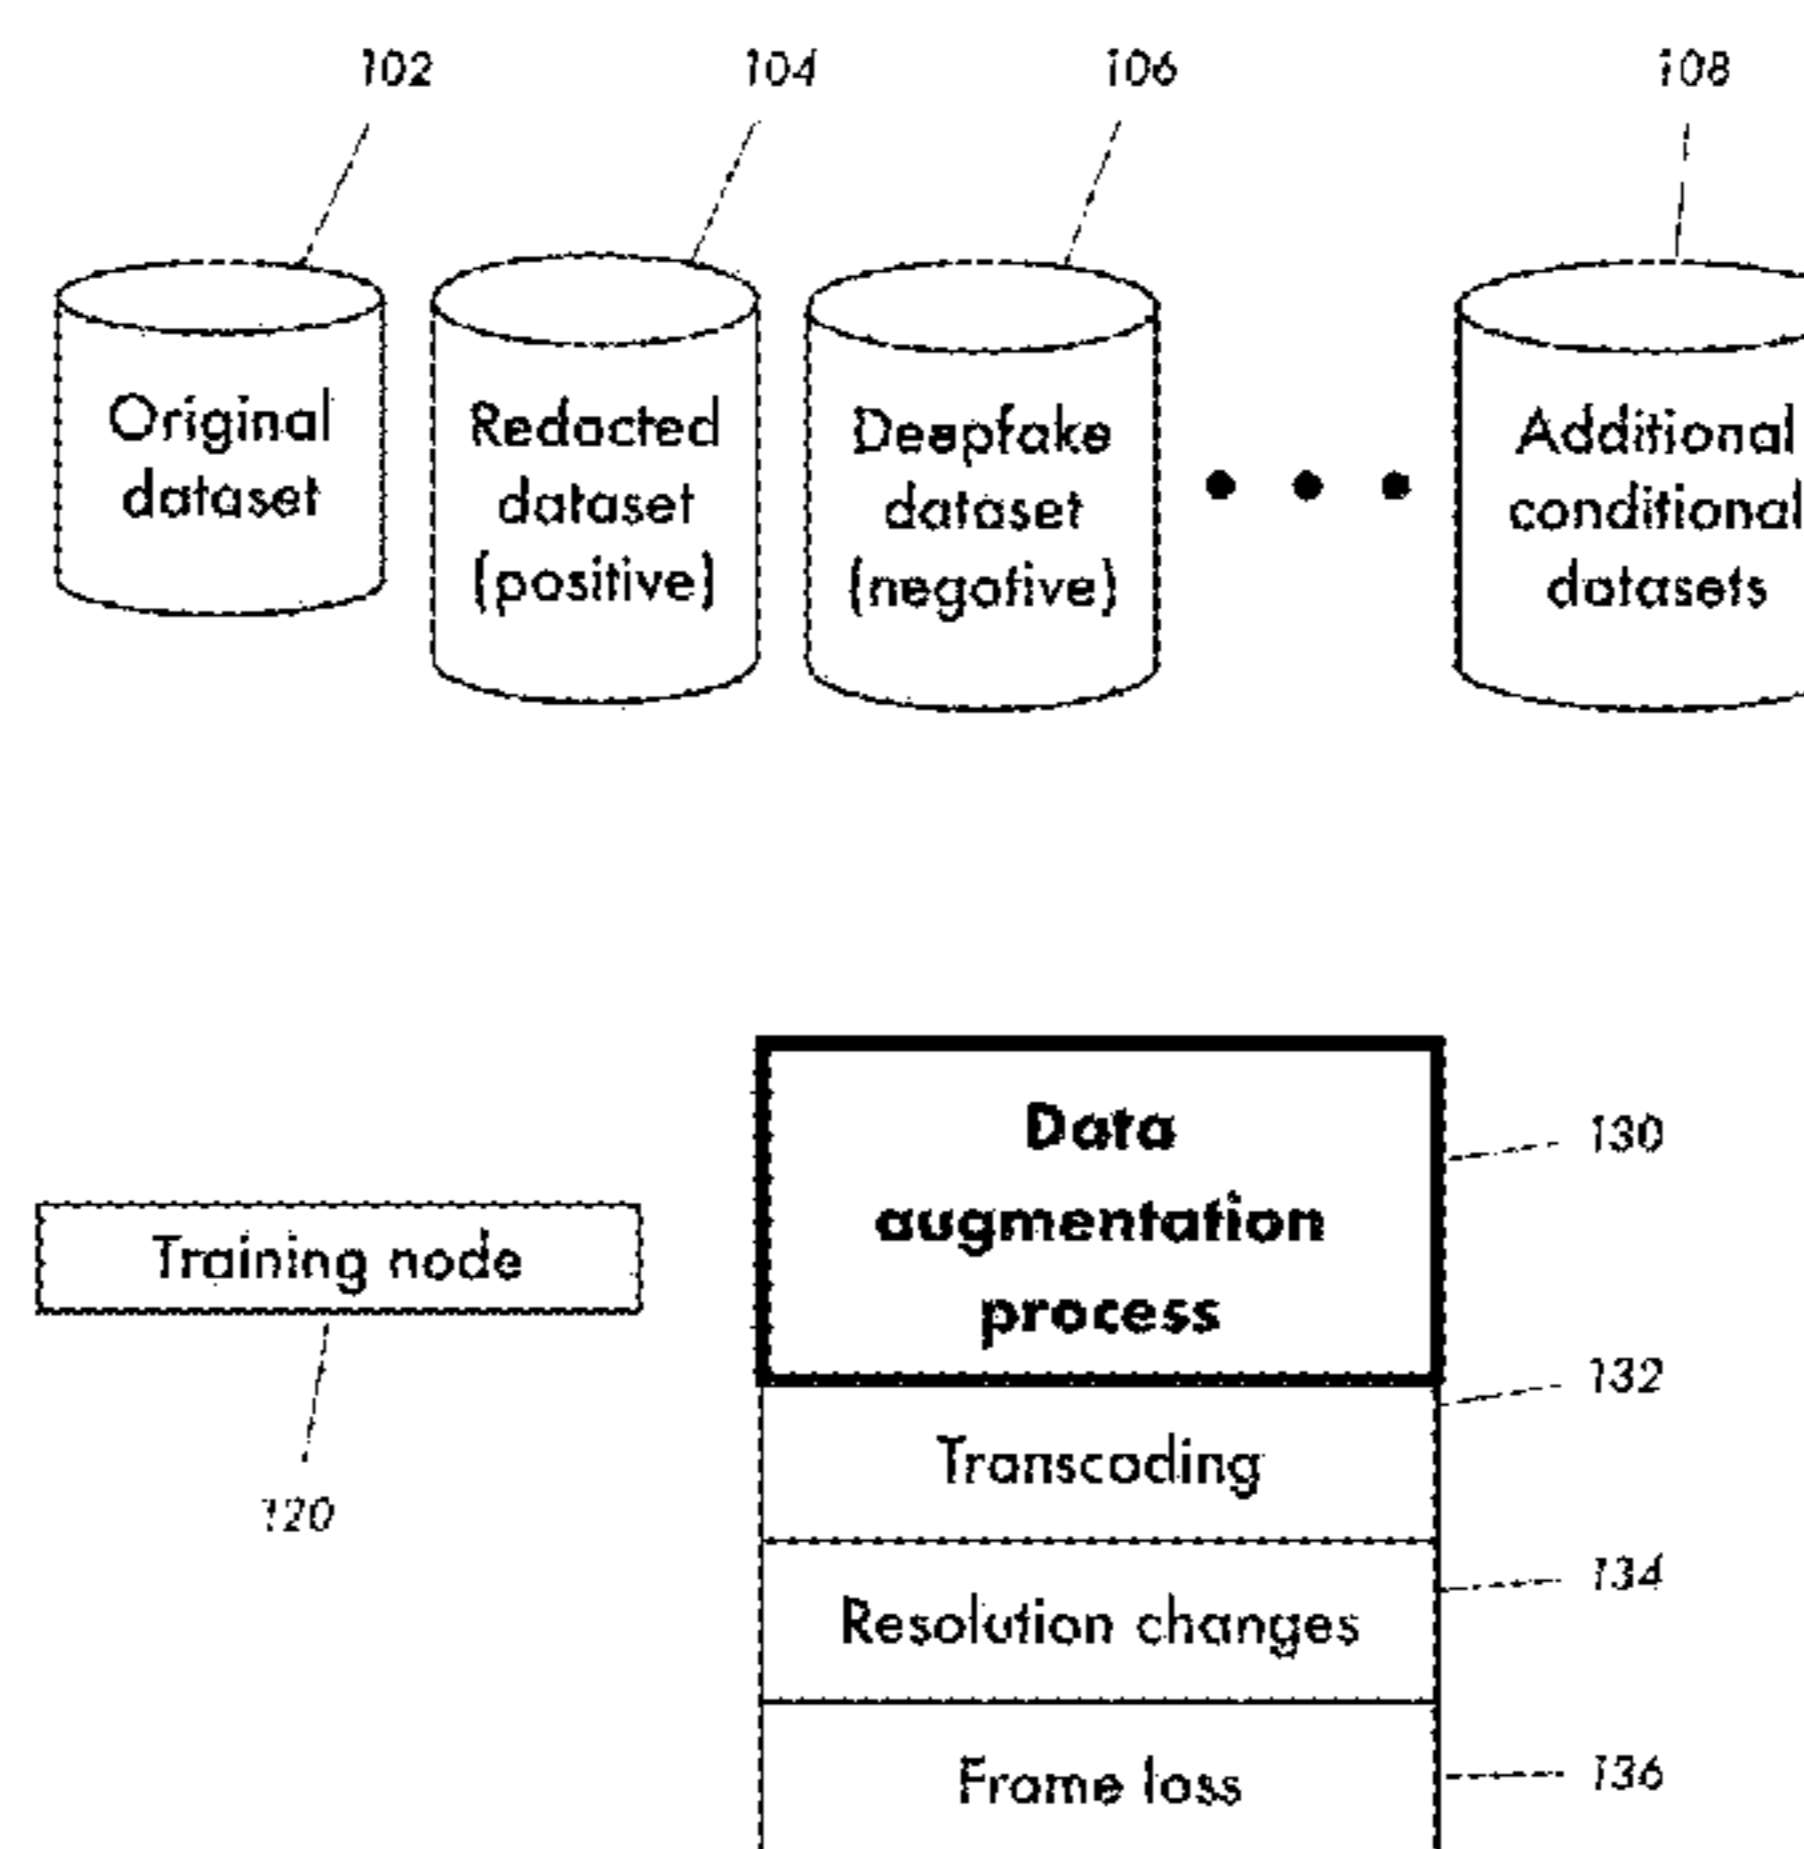 102
104
106
108
Original
dataset
Redacted
dataset
(positive)
Deepfake
dataset
(negative)
Additional
conditional
datasets
Data
augmentation
process
130
Training node
120
132
Transcoding
134
Resolution changes
136
Frame loss